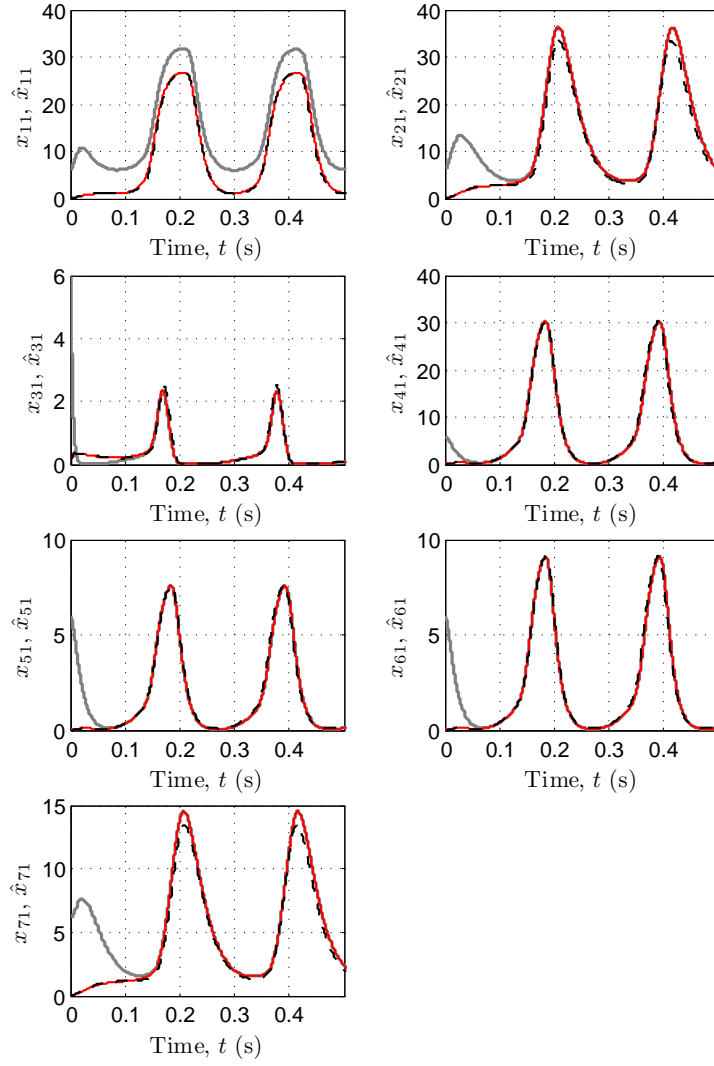 40
30
20
10
0
x₁₁, x̂₁₁
0 0.1 0.2 0.3 0.4
Time, t (s)
40
30
20
10
0
x₂₁, x̂₂₁
0 0.1 0.2 0.3 0.4
Time, t (s)
6
4
2
0
x₃₁, x̂₃₁
0 0.1 0.2 0.3 0.4
Time, t (s)
40
30
20
10
0
x₄₁, x̂₄₁
0 0.1 0.2 0.3 0.4
Time, t (s)
10
5
0
x₅₁, x̂₅₁
0 0.1 0.2 0.3 0.4
Time, t (s)
10
5
0
x₆₁, x̂₆₁
0 0.1 0.2 0.3 0.4
Time, t (s)
15
10
5
0
x₇₁, x̂₇₁
0 0.1 0.2 0.3 0.4
Time, t (s)